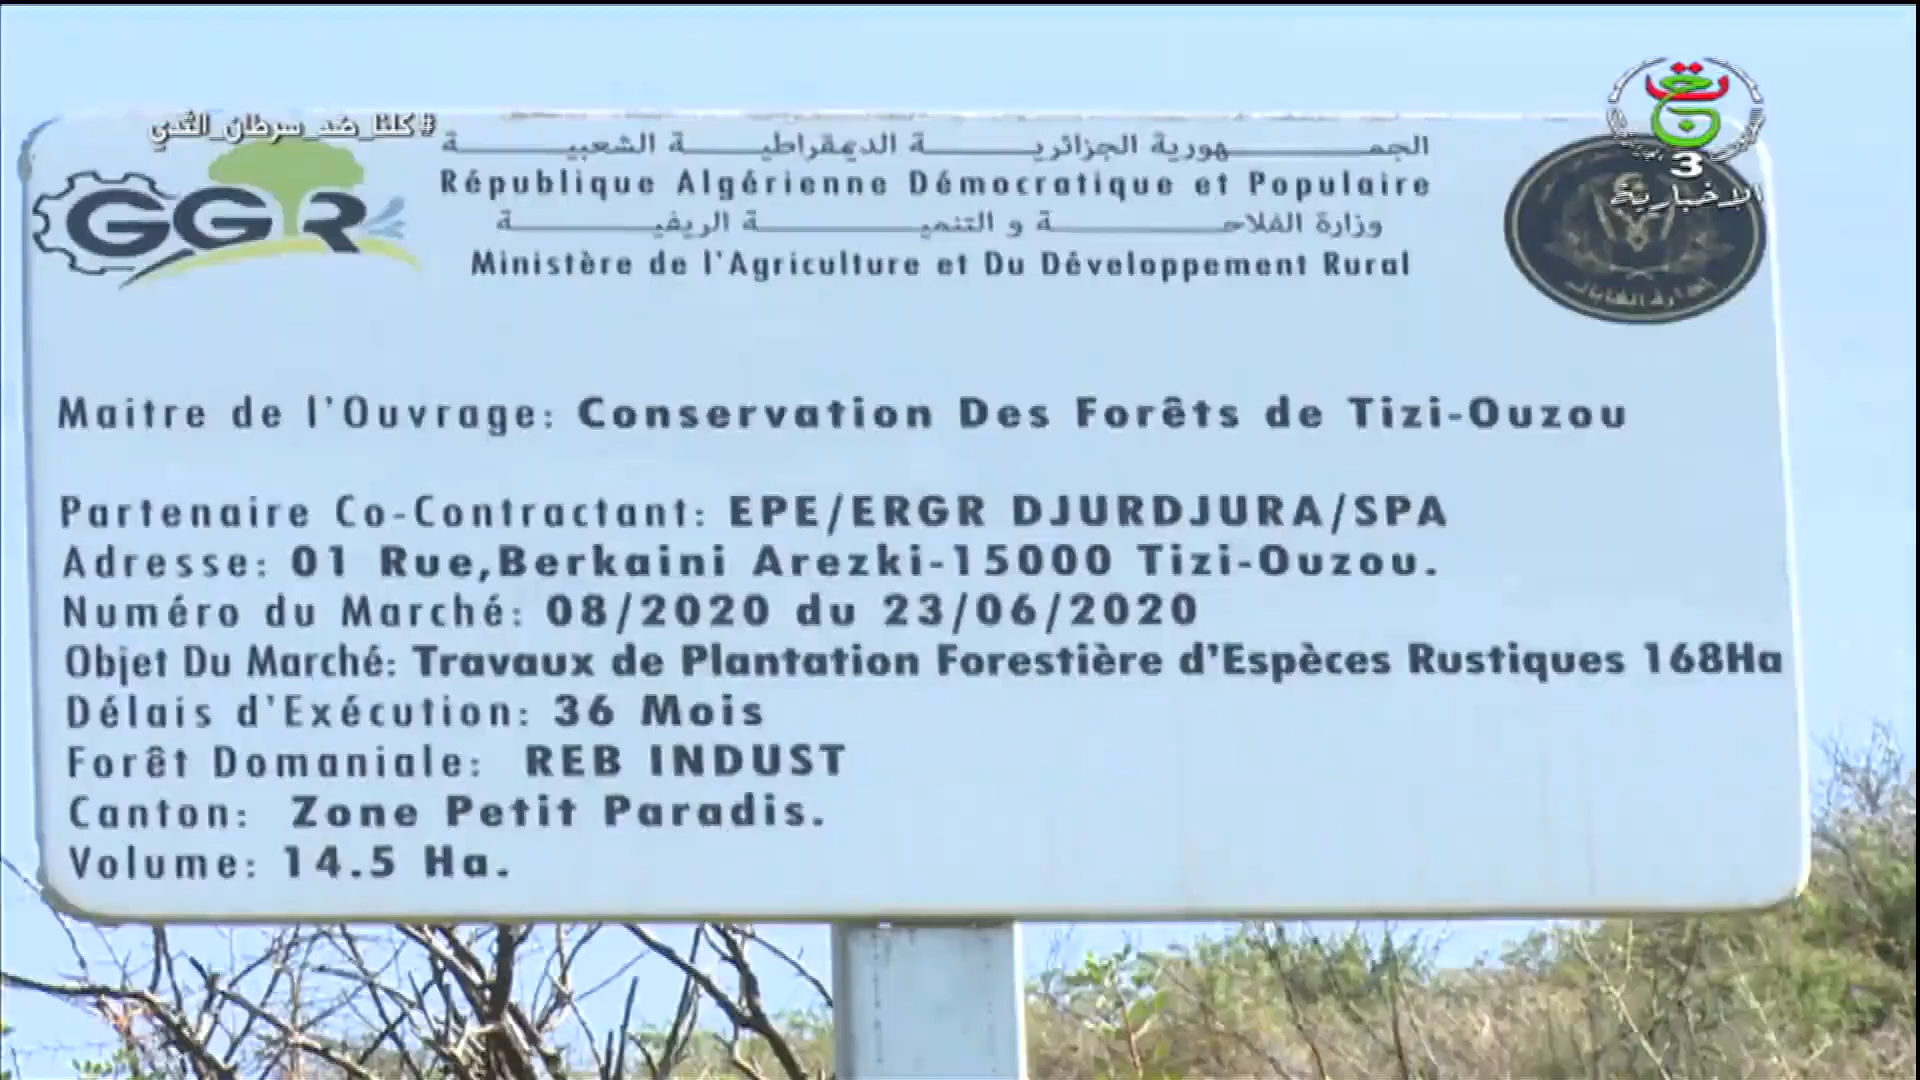 #كلنا_ضد_سرطان_الثدي
3
الإخبارية
GGR
الجمهورية الجزائرية الديمقراطية الشعبية
République Algérienne Démocratique et Populaire
وزارة الفلاحة و التنمية الريفية
Ministère de l'Agriculture et Du Développement Rural
Maitre de l'Ouvrage: Conservation Des Forêts de Tizi-Ouzou
Partenaire Co-Contractant: EPE/ERGR DJURDJURA/SPA
Adresse: 01 Rue,Berkaini Arezki-15000 Tizi-Ouzou.
Numéro du Marché: 08/2020 du 23/06/2020
Objet Du Marché: Travaux de Plantation Forestière d'Espèces Rustiques 168Ha
Délais d'Exécution: 36 Mois
Forêt Domaniale: REB INDUST
Canton: Zone Petit Paradis.
Volume: 14.5 Ha.